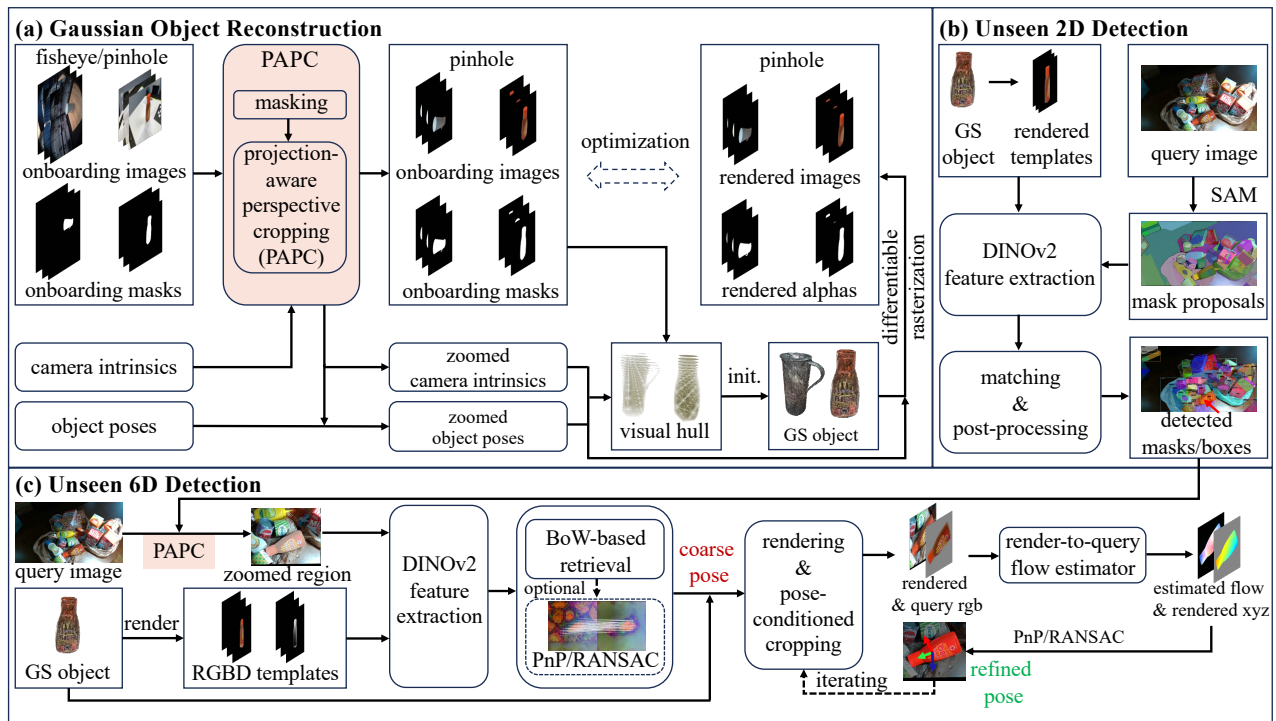 (a) Gaussian Object Reconstruction
fisheye/pinhole
onboarding images
onboarding masks
PAPC
masking
projection-
aware
perspective
cropping
(PAPC)
pinhole
onboarding images
onboarding masks
optimization
pinhole
rendered images
rendered alphas
differentiable
rasterization
camera intrinsics
object poses
zoomed
camera intrinsics
zoomed
object poses
visual hull
init.
GS object
(b) Unseen 2D Detection
GS
object
rendered
templates
query image
SAM
DINOv2
feature extraction
mask proposals
matching
&
post-processing
detected
masks/boxes
(c) Unseen 6D Detection
query image
PAPC
zoomed region
GS object
render
RGBD templates
DINOv2
feature
extraction
BoW-based
retrieval
optional
PnP/RANSAC
coarse
pose
rendering
&
pose-
conditioned
cropping
rendered
& query rgb
render-to-query
flow estimator
estimated flow
& rendered xyz
PnP/RANSAC
refined
pose
iterating